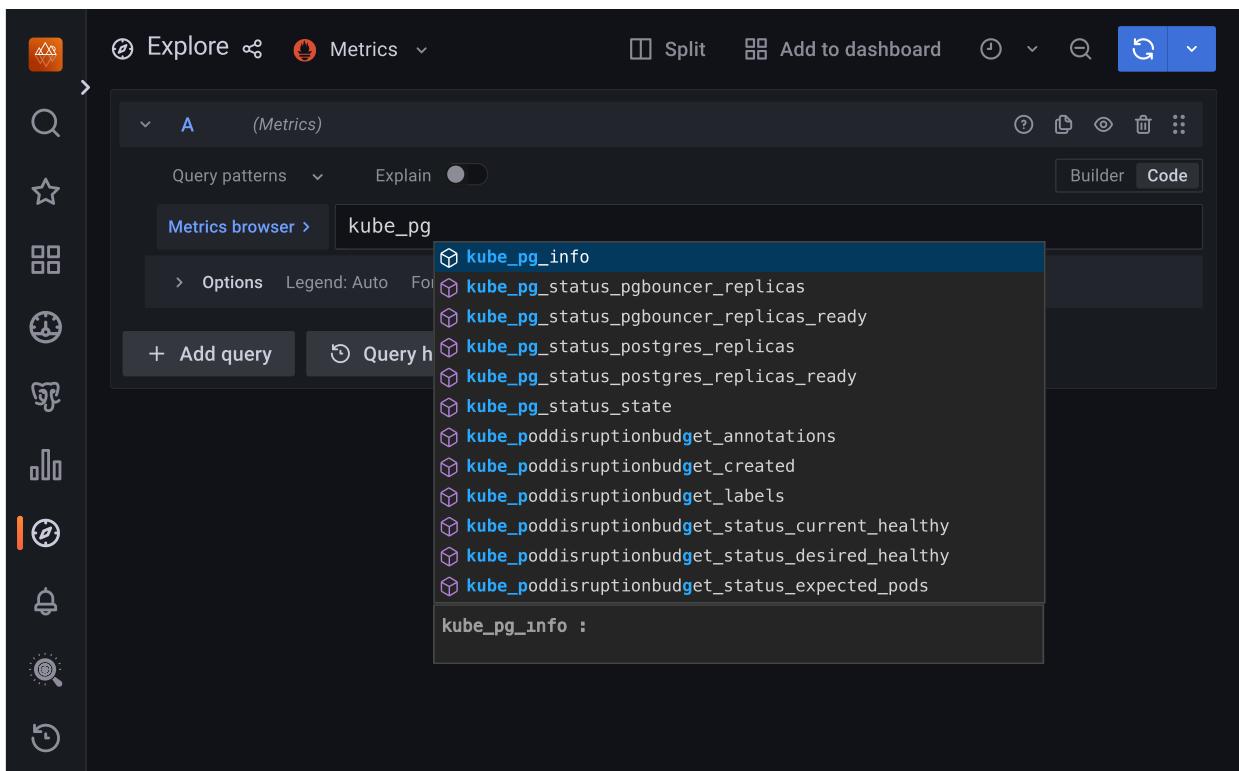 Explore Metrics Split Add to dashboard
A (Metrics)
Query patterns Explain Builder Code
Metrics browser > kube_pg
kube_pg_info
Options Legend: Auto
kube_pg_status_pgbouncer_replicas
kube_pg_status_pgbouncer_replicas_ready
kube_pg_status_postgres_replicas
+ Add query Query h
kube_pg_status_postgres_replicas_ready
kube_pg_status_state
kube_poddisruptionbudget_annotations
kube_poddisruptionbudget_created
kube_poddisruptionbudget_labels
kube_poddisruptionbudget_status_current_healthy
kube_poddisruptionbudget_status_desired_healthy
kube_poddisruptionbudget_status_expected_pods
kube_pg_info :